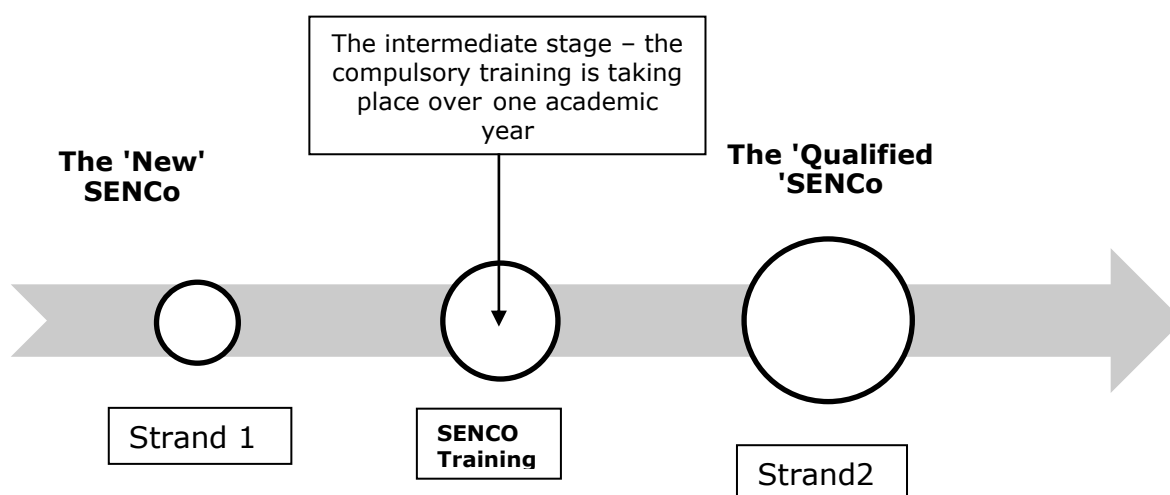 The intermediate stage – the
compulsory training is taking
place over one academic
year
The 'New'
SENCo
The 'Qualified
'SENCo
Strand 1
SENCO
Training
Strand2